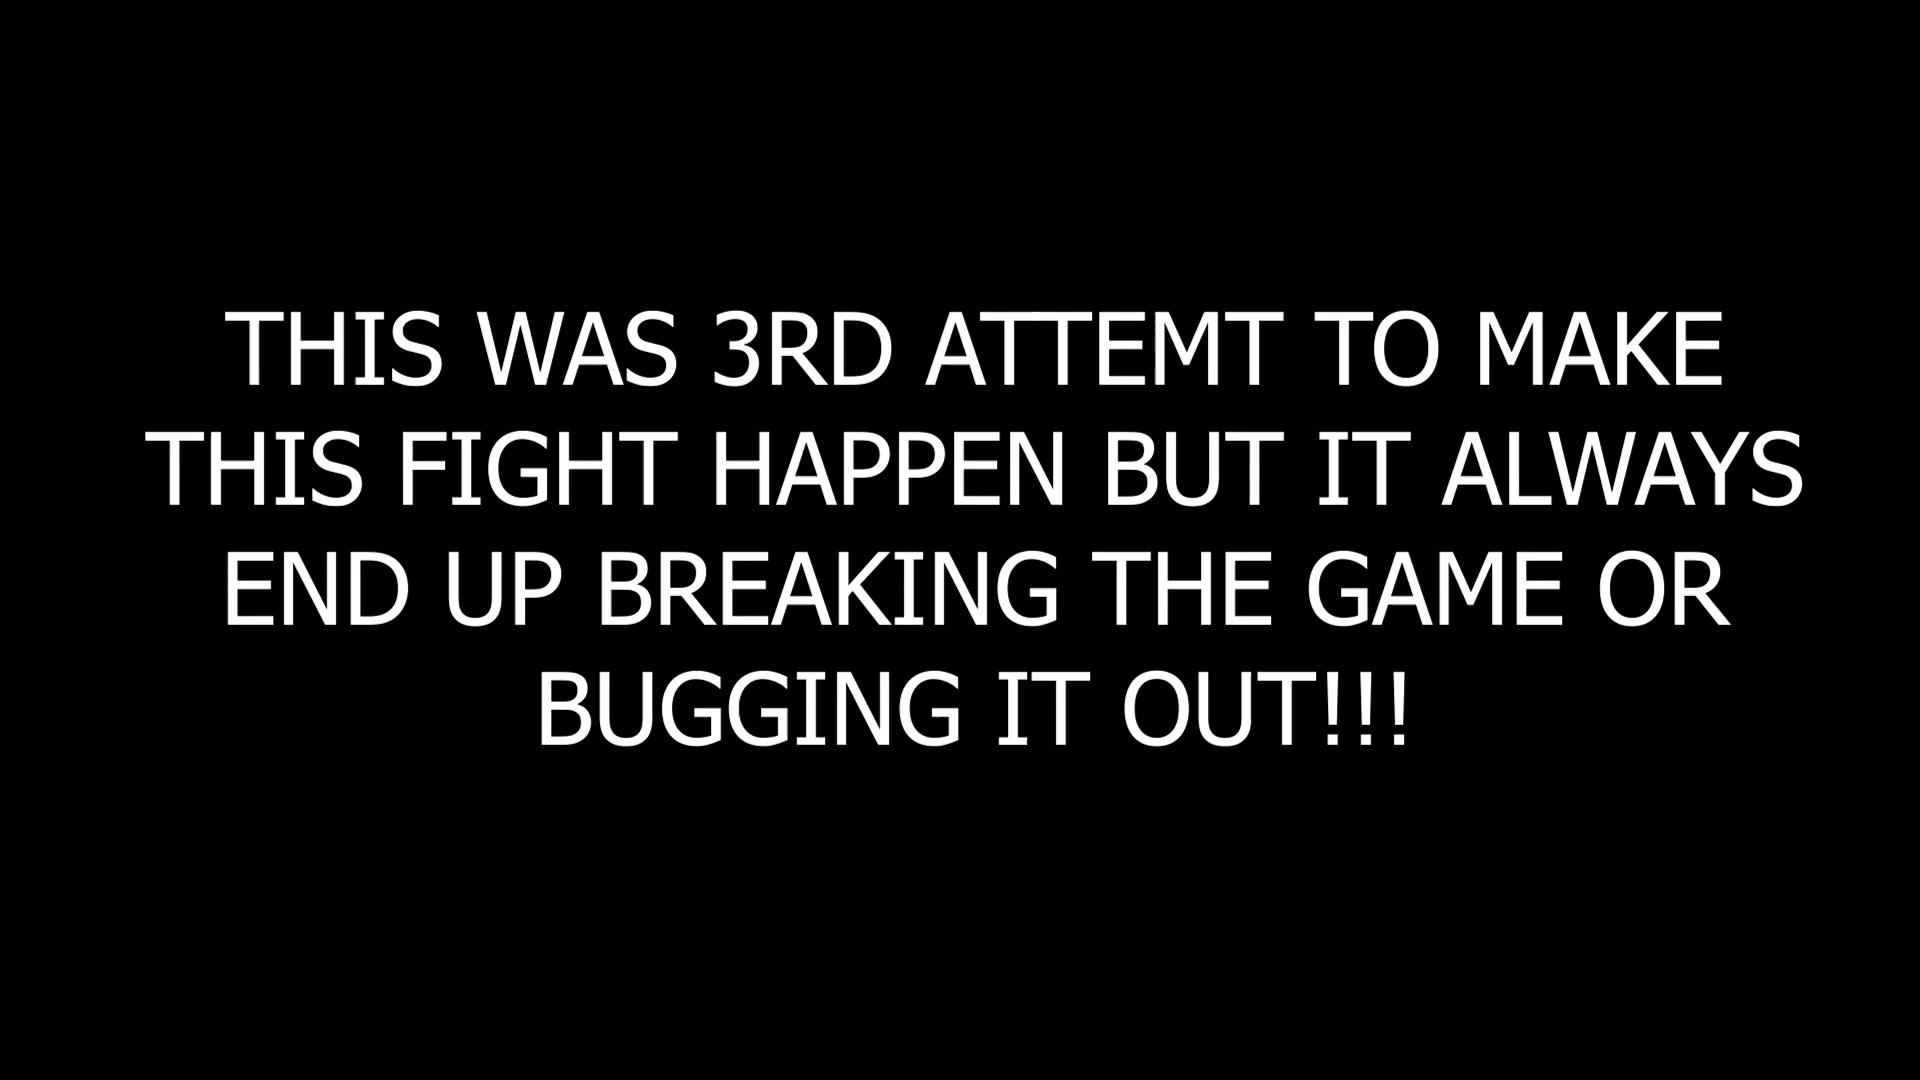 THIS WAS 3RD ATTEMT TO MAKE
THIS FIGHT HAPPEN BUT IT ALWAYS
END UP BREAKING THE GAME OR
BUGGING IT OUT!!!